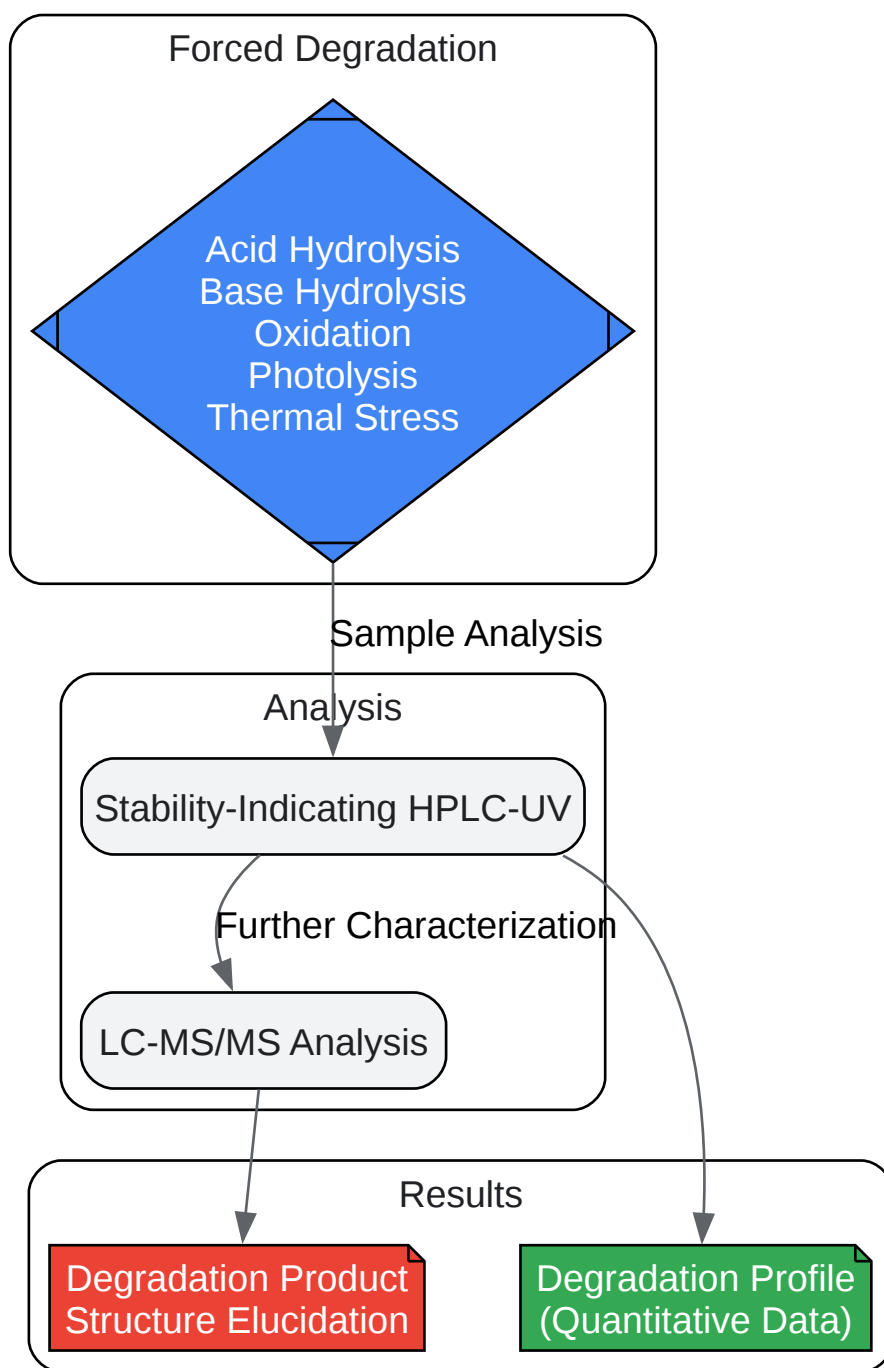 Forced Degradation
Acid Hydrolysis
Base Hydrolysis
Oxidation
Photolysis
Thermal Stress
Sample Analysis
Analysis
Stability-Indicating HPLC-UV
Further Characterization
LC-MS/MS Analysis
Results
Degradation Product
Structure Elucidation
Degradation Profile
(Quantitative Data)